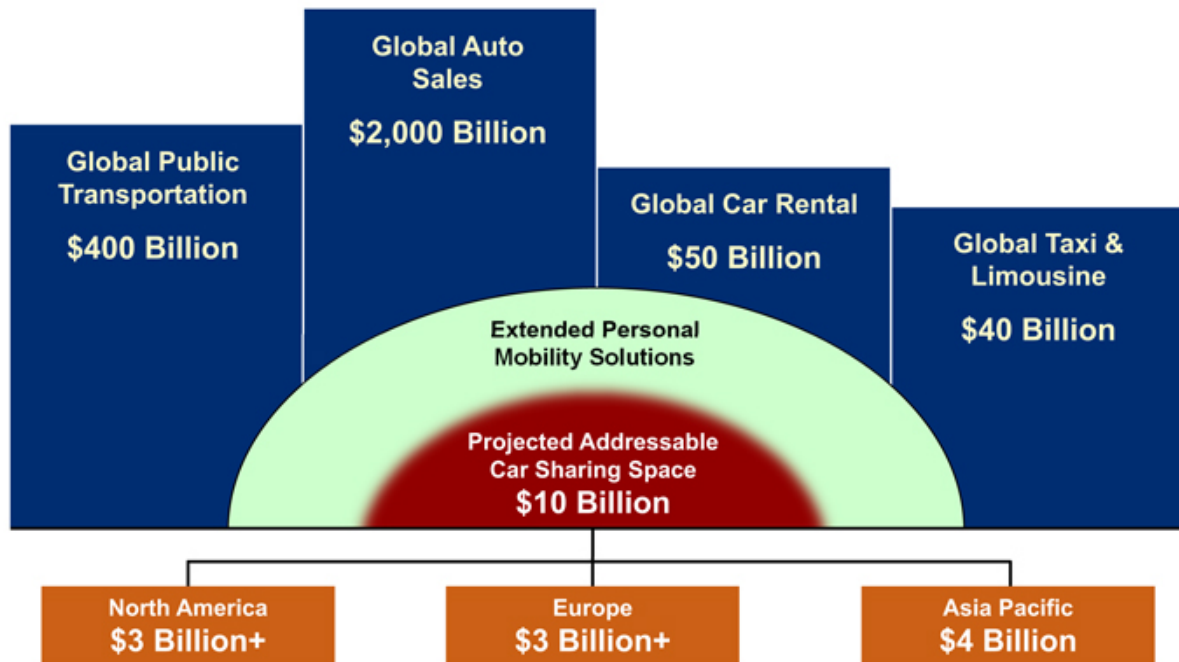 Global Auto
Sales
$2,000 Billion
Global Public
Transportation
$400 Billion
Global Car Rental
$50 Billion
Global Taxi &
Limousine
$40 Billion
Extended Personal
Mobility Solutions
Projected Addressable
Car Sharing Space
$10 Billion
North America
$3 Billion+
Europe
$3 Billion+
Asia Pacific
$4 Billion